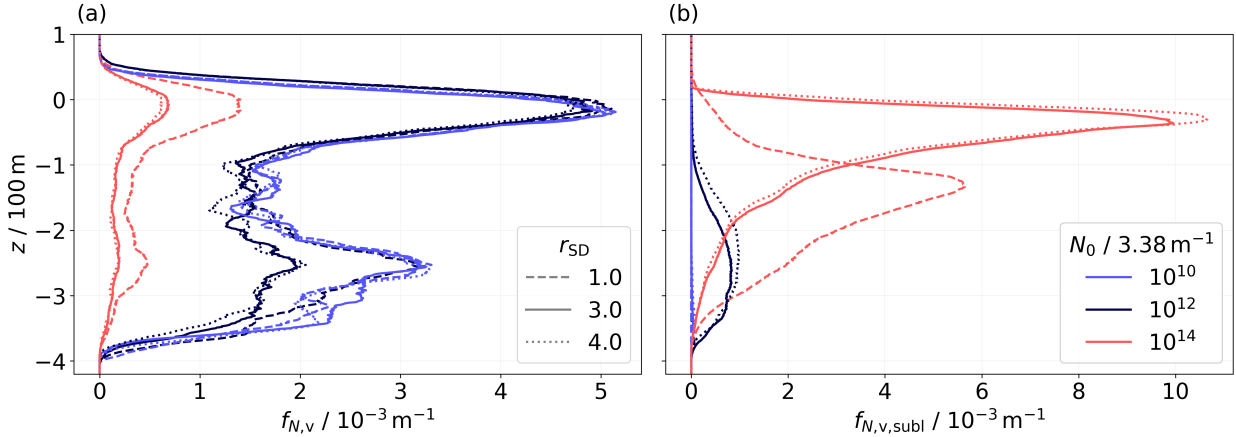 (a)
(b)
1
0
−1
−2
−3
−4
z / 100 m
0 1 2 3 4 5
f_{N,v} / 10^{−3} m^{−1}
r_{SD}
1.0
3.0
4.0
0 2 4 6 8 10
f_{N,v,subl} / 10^{−3} m^{−1}
N_0 / 3.38 m^{−1}
10^{10}
10^{12}
10^{14}